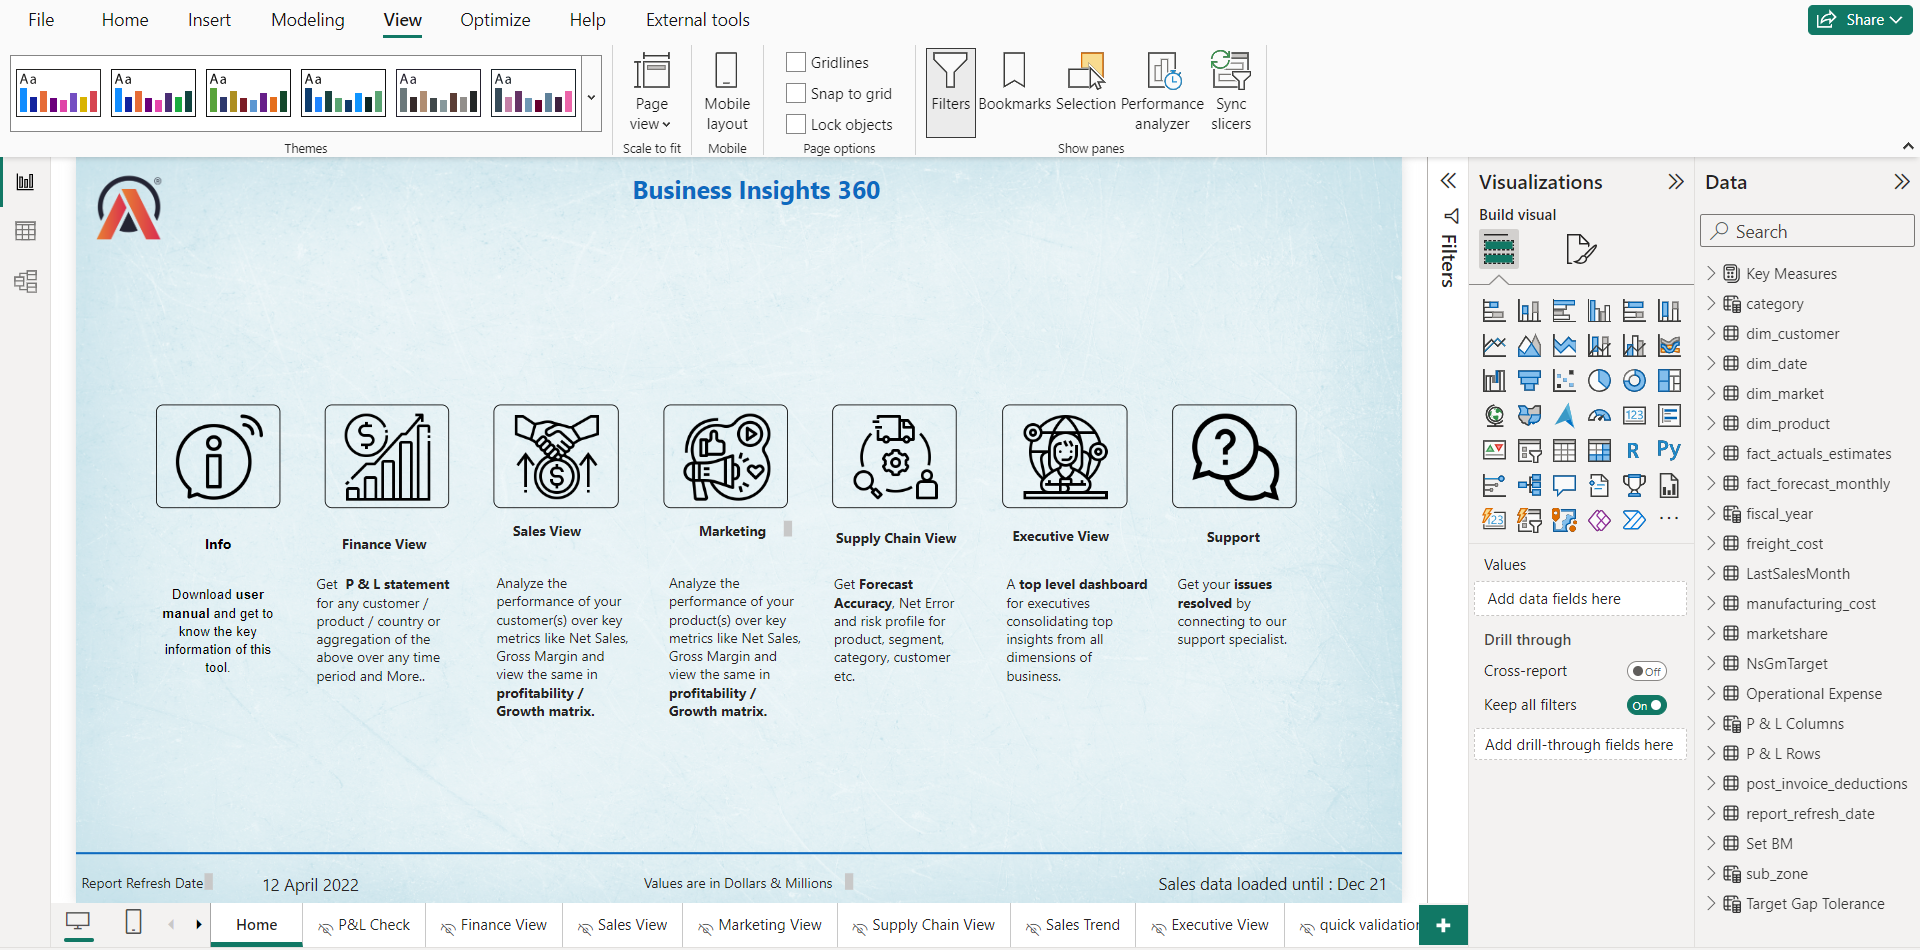 File Home Insert Modeling View Optimize Help External tools
Share
Aa Aa Aa Aa Aa Aa
Themes
Page
view
Scale to fit
Mobile
layout
Mobile
Gridlines
Snap to grid
Lock objects
Page options
Filters
Bookmarks
Selection
Performance
analyzer
Sync
slicers
Show panes
Business Insights 360
®
Info
Download user
manual and get to
know the key
information of this
tool.
Finance View
Get P & L statement
for any customer /
product / country or
aggregation of the
above over any time
period and More..
Sales View
Analyze the
performance of your
customer(s) over key
metrics like Net Sales,
Gross Margin and
view the same in
profitability /
Growth matrix.
Marketing
Analyze the
performance of your
product(s) over key
metrics like Net Sales,
Gross Margin and
view the same in
profitability /
Growth matrix.
Supply Chain View
Get Forecast
Accuracy, Net Error
and risk profile for
product, segment,
category, customer
etc.
Executive View
A top level dashboard
for executives
consolidating top
insights from all
dimensions of
business.
Support
Get your issues
resolved by
connecting to our
support specialist.
Report Refresh Date
12 April 2022
Values are in Dollars & Millions
Sales data loaded until : Dec 21
Home P&L Check Finance View Sales View Marketing View Supply Chain View Sales Trend Executive View quick validation
Filters
Visualizations
Build visual
123
R
Py
123
Values
Add data fields here
Drill through
Cross-report
Off
Keep all filters
On
Add drill-through fields here
Data
Search
Key Measures
category
dim_customer
dim_date
dim_market
dim_product
fact_actuals_estimates
fact_forecast_monthly
fiscal_year
freight_cost
LastSalesMonth
manufacturing_cost
marketshare
NsGmTarget
Operational Expense
P & L Columns
P & L Rows
post_invoice_deductions
report_refresh_date
Set BM
sub_zone
Target Gap Tolerance